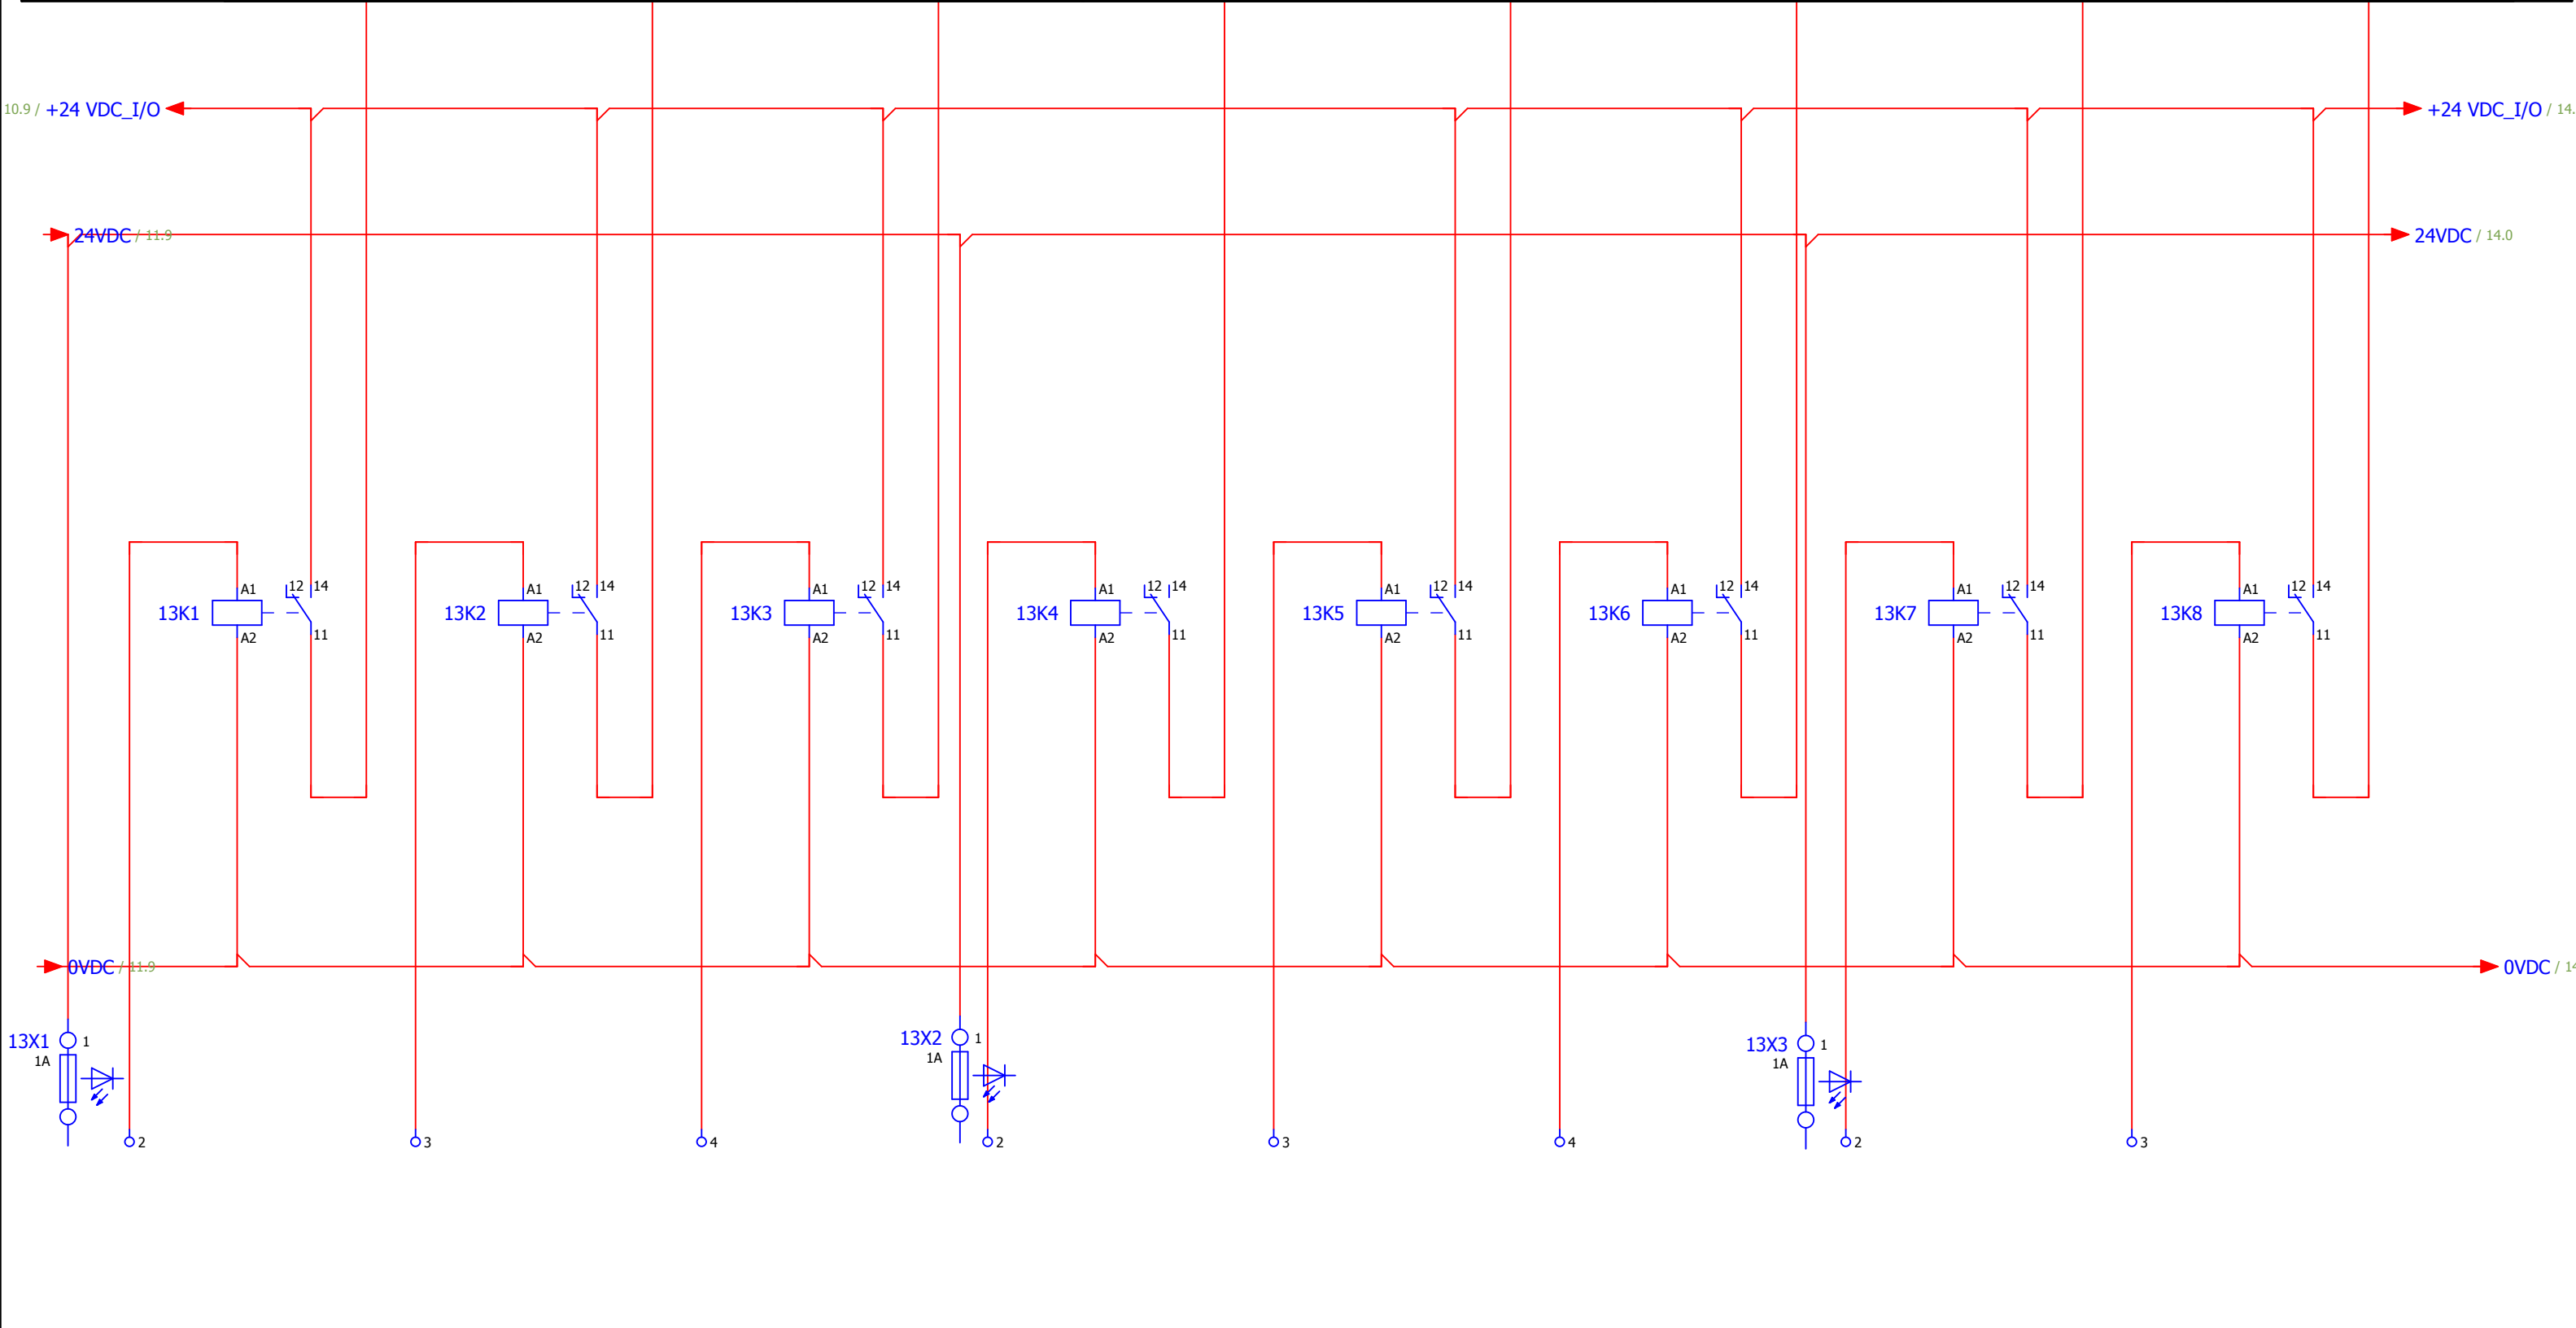 10.9 / +24 VDC_I/O
+24 VDC_I/O / 14.
24VDC / 11.9
24VDC / 14.0
13K1 A1 A2 12 14 11
13K2 A1 A2 12 14 11
13K3 A1 A2 12 14 11
13K4 A1 A2 12 14 11
13K5 A1 A2 12 14 11
13K6 A1 A2 12 14 11
13K7 A1 A2 12 14 11
13K8 A1 A2 12 14 11
0VDC / 11.9
0VDC / 14
13X1 1
1A
13X2 1
1A
13X3 1
1A
2 3 4 2 3 4 2 3